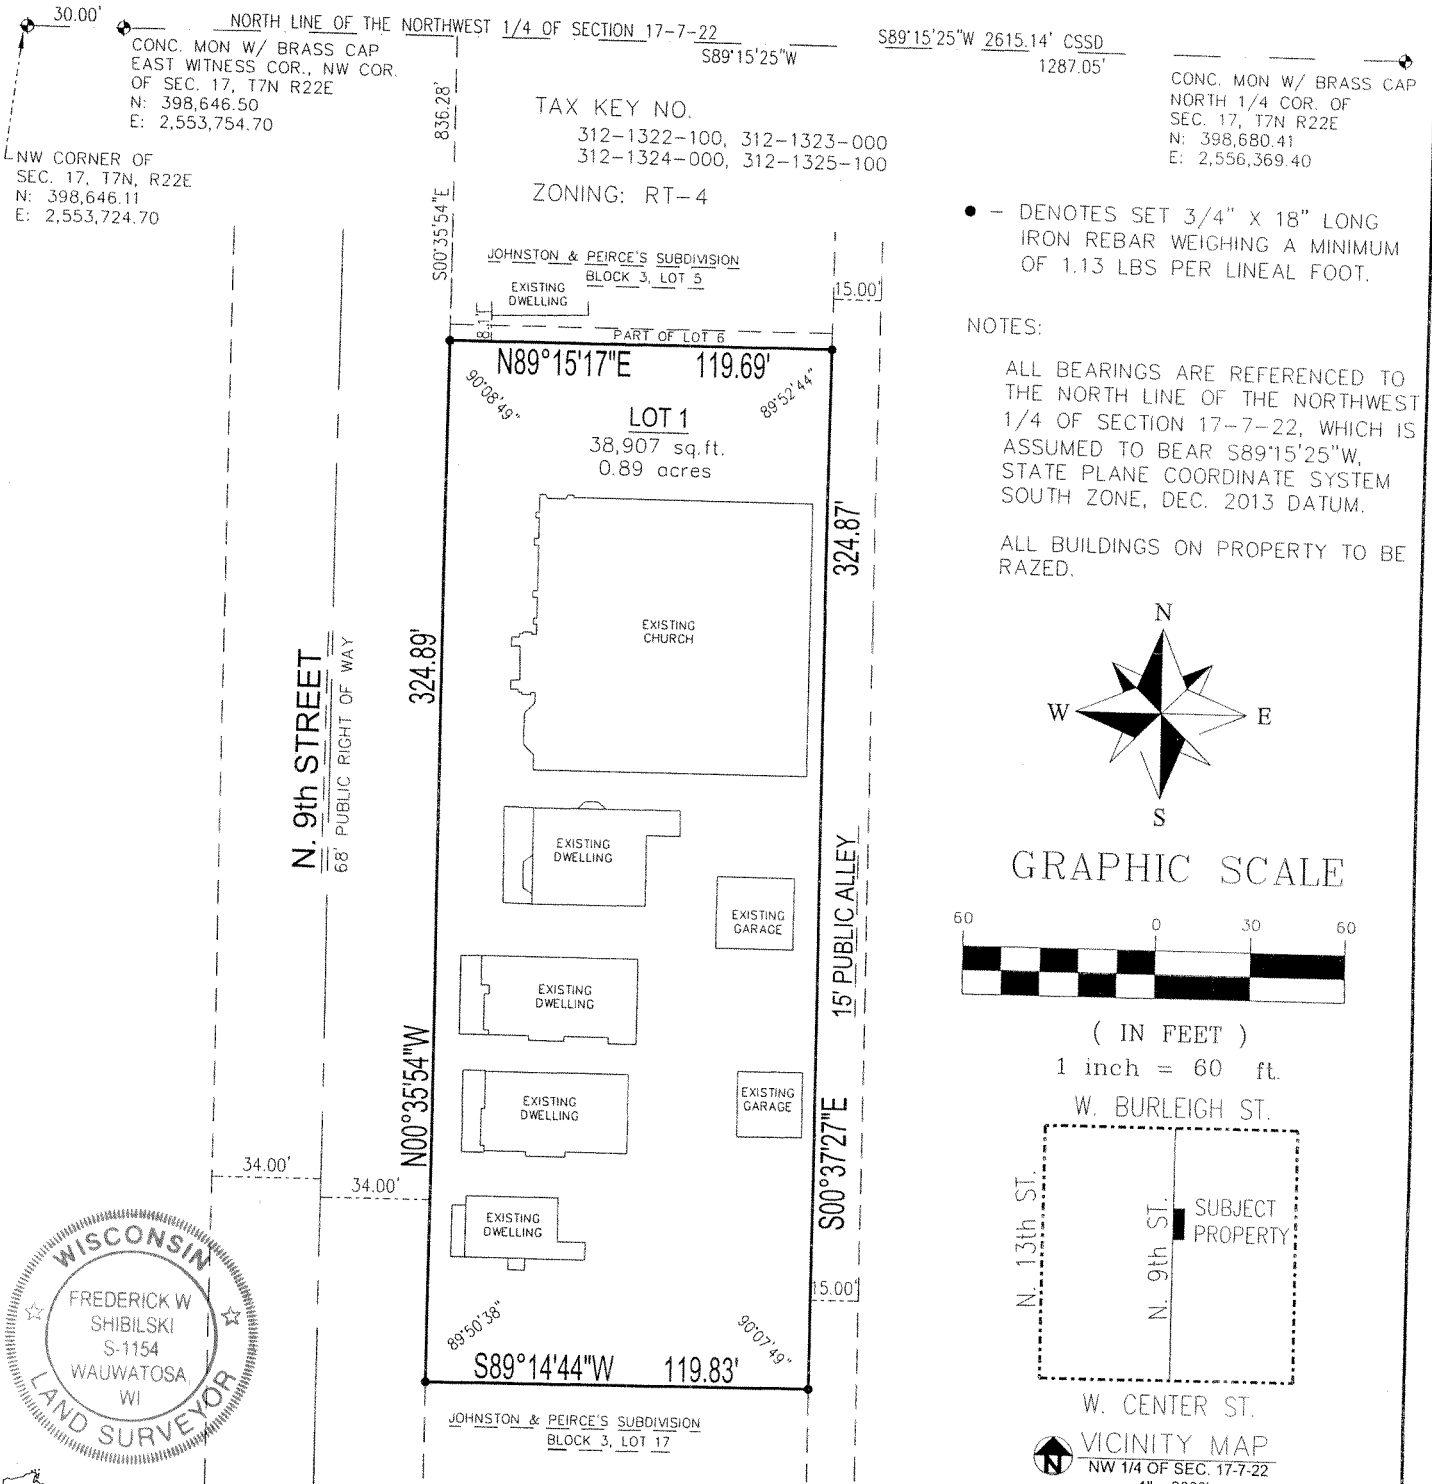 30.00'
NORTH LINE OF THE NORTHWEST 1/4 OF SECTION 17-7-22
S89°15'25"W
S89°15'25"W 2615.14' CSSD
1287.05'
CONC. MON W/ BRASS CAP
EAST WITNESS COR., NW COR.
OF SEC. 17, T7N R22E
N: 398,646.50
E: 2,553,754.70
NW CORNER OF
SEC. 17, T7N, R22E
N: 398,646.11
E: 2,553,724.70
836.28'
S00°35'54"E
TAX KEY NO.
312-1322-100, 312-1323-000
312-1324-000, 312-1325-100
ZONING: RT-4
CONC. MON W/ BRASS CAP
NORTH 1/4 COR. OF
SEC. 17, T7N R22E
N: 398,680.41
E: 2,556,369.40
● - DENOTES SET 3/4" X 18" LONG
IRON REBAR WEIGHING A MINIMUM
OF 1.13 LBS PER LINEAL FOOT.
NOTES:
ALL BEARINGS ARE REFERENCED TO
THE NORTH LINE OF THE NORTHWEST
1/4 OF SECTION 17-7-22, WHICH IS
ASSUMED TO BEAR S89°15'25"W,
STATE PLANE COORDINATE SYSTEM
SOUTH ZONE, DEC. 2013 DATUM.
ALL BUILDINGS ON PROPERTY TO BE
RAZED.
JOHNSTON & PEIRCE'S SUBDIVISION
BLOCK 3, LOT 5
EXISTING
DWELLING
15.00'
PART OF LOT 6
N89°15'17"E 119.69'
90°08'49"
89°52'44"
LOT 1
38,907 sq.ft.
0.89 acres
324.87'
EXISTING
CHURCH
324.89'
N. 9th STREET
68' PUBLIC RIGHT OF WAY
EXISTING
DWELLING
EXISTING
GARAGE
15' PUBLIC ALLEY
EXISTING
DWELLING
EXISTING
DWELLING
EXISTING
GARAGE
N00°35'54"W
S00°37'27"E
34.00'
34.00'
EXISTING
DWELLING
15.00'
89°50'38"
90°07'49"
S89°14'44"W 119.83'
JOHNSTON & PEIRCE'S SUBDIVISION
BLOCK 3, LOT 17
N
W
E
S
GRAPHIC SCALE
60 0 30 60
( IN FEET )
1 inch = 60 ft.
W. BURLEIGH ST.
N. 13th ST.
N. 9th ST.
SUBJECT
PROPERTY
W. CENTER ST.
N
VICINITY MAP
NW 1/4 OF SEC. 17-7-22
WISCONSIN
FREDERICK W
SHIBILSKI
S-1154
WAUWATOSA,
WI
LAND SURVEYOR